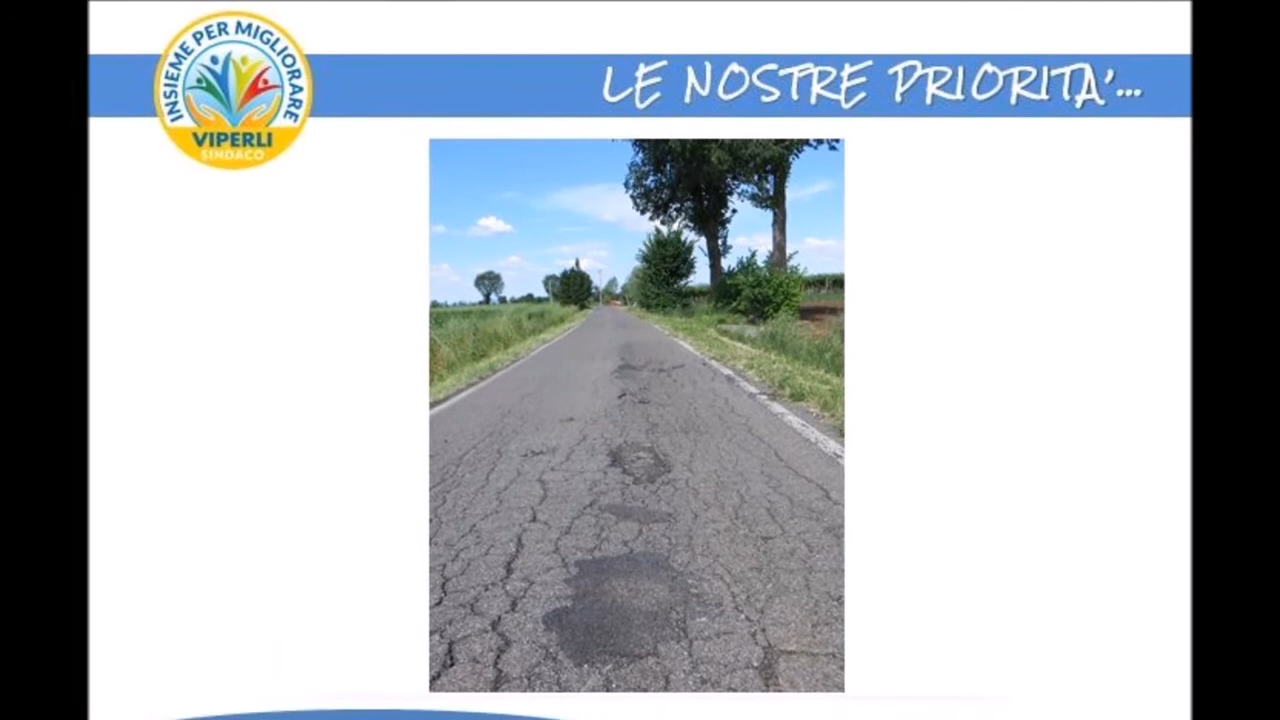 INSIEME PER MIGLIORARE
VIPERLI
SINDACO
LE NOSTRE PRIORITA'...